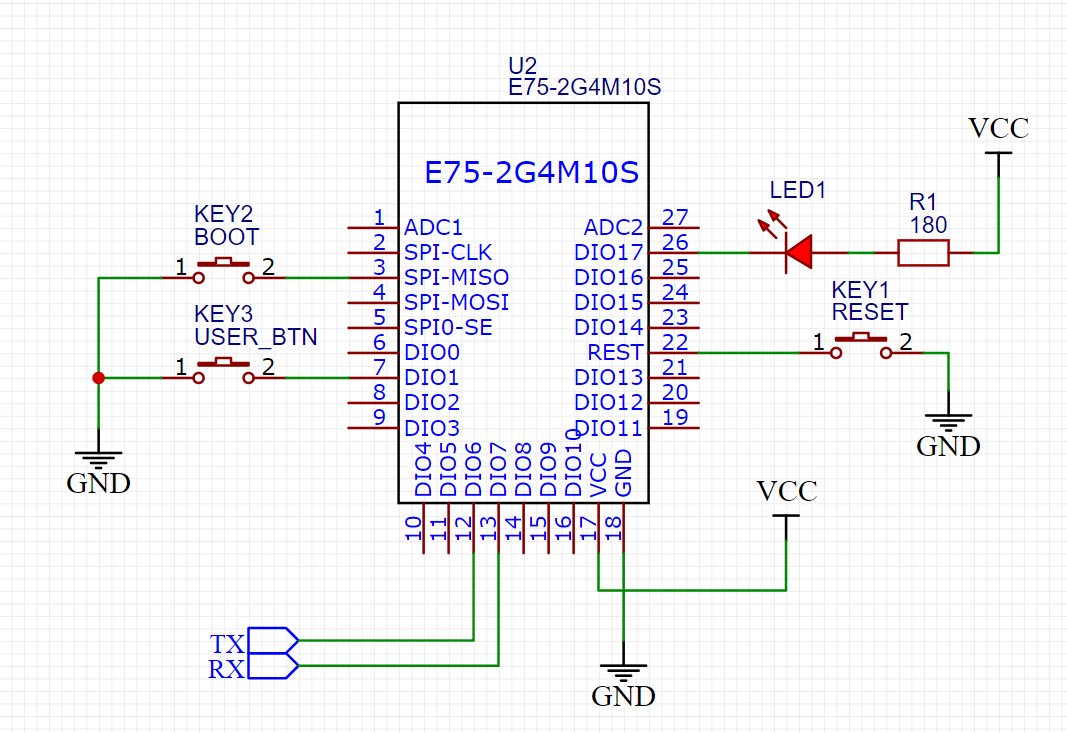 U2
E75-2G4M10S
E75-2G4M10S
VCC
LED1
R1
180
KEY2
BOOT
1 2
KEY3
USER_BTN
1 2
GND
1 ADC1
2 SPI-CLK
3 SPI-MISO
4 SPI-MOSI
5 SPI0-SE
6 DIO0
7 DIO1
8 DIO2
9 DIO3
ADC2 27
DIO17 26
DIO16 25
DIO15 24
DIO14 23
REST 22
DIO13 21
DIO12 20
DIO11 19
KEY1
RESET
1 2
GND
DIO4 10
DIO5 11
DIO6 12
DIO7 13
DIO8 14
DIO9 15
DIO10 16
VCC 17
GND 18
VCC
TX
RX
GND